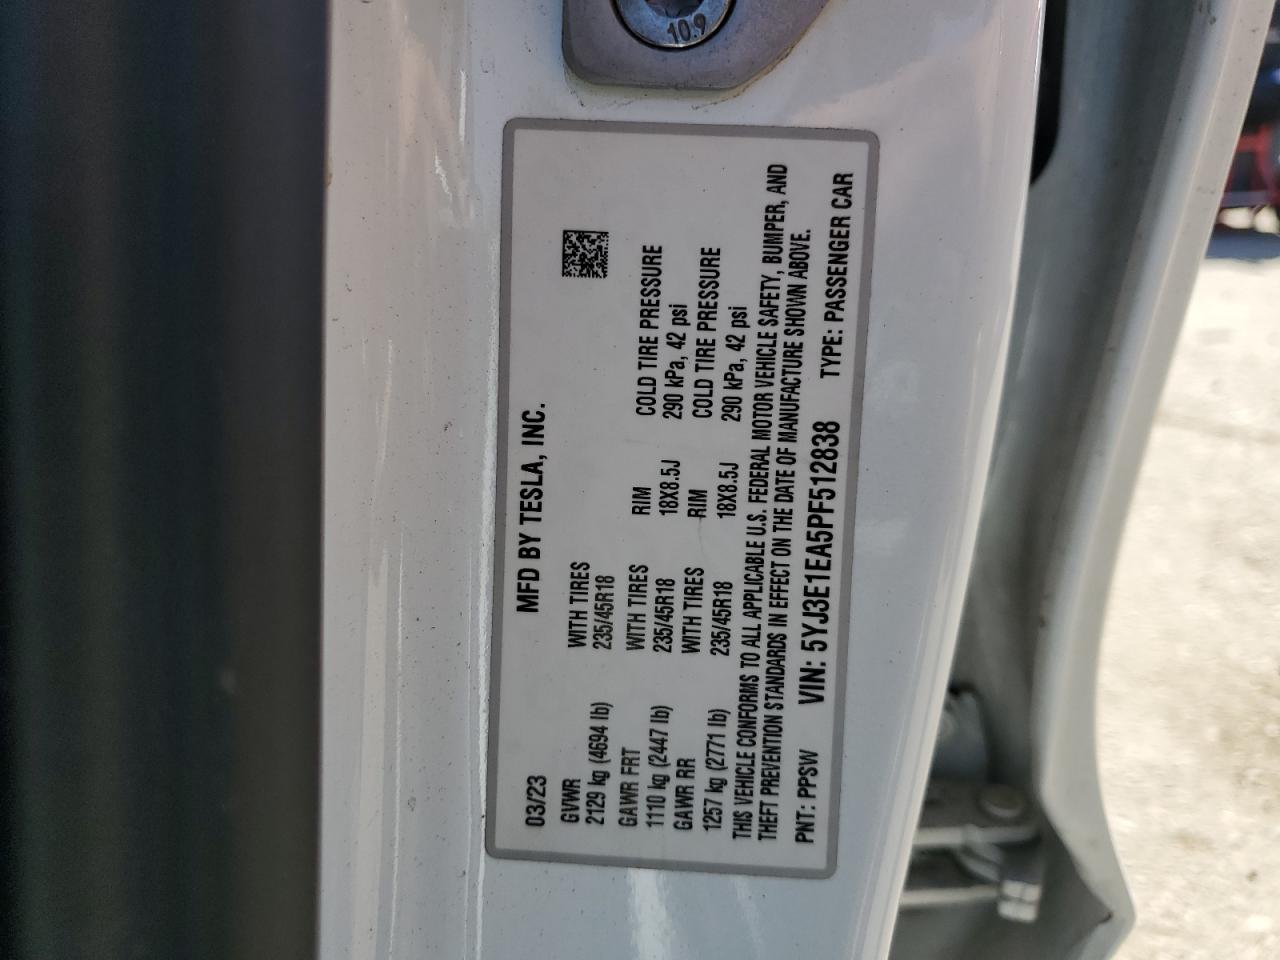 10.9
03/23 MFD BY TESLA, INC.
GVWR WITH TIRES
2129 kg (4694 lb) 235/45R18
GAWR FRT WITH TIRES RIM COLD TIRE PRESSURE
1110 kg (2447 lb) 235/45R18 18X8.5J 290 kPa, 42 psi
GAWR RR WITH TIRES RIM COLD TIRE PRESSURE
1257 kg (2771 lb) 235/45R18 18X8.5J 290 kPa, 42 psi
THIS VEHICLE CONFORMS TO ALL APPLICABLE U.S. FEDERAL MOTOR VEHICLE SAFETY, BUMPER, AND
THEFT PREVENTION STANDARDS IN EFFECT ON THE DATE OF MANUFACTURE SHOWN ABOVE.
PNT: PPSW VIN: 5YJ3E1EA5PF512838 TYPE: PASSENGER CAR